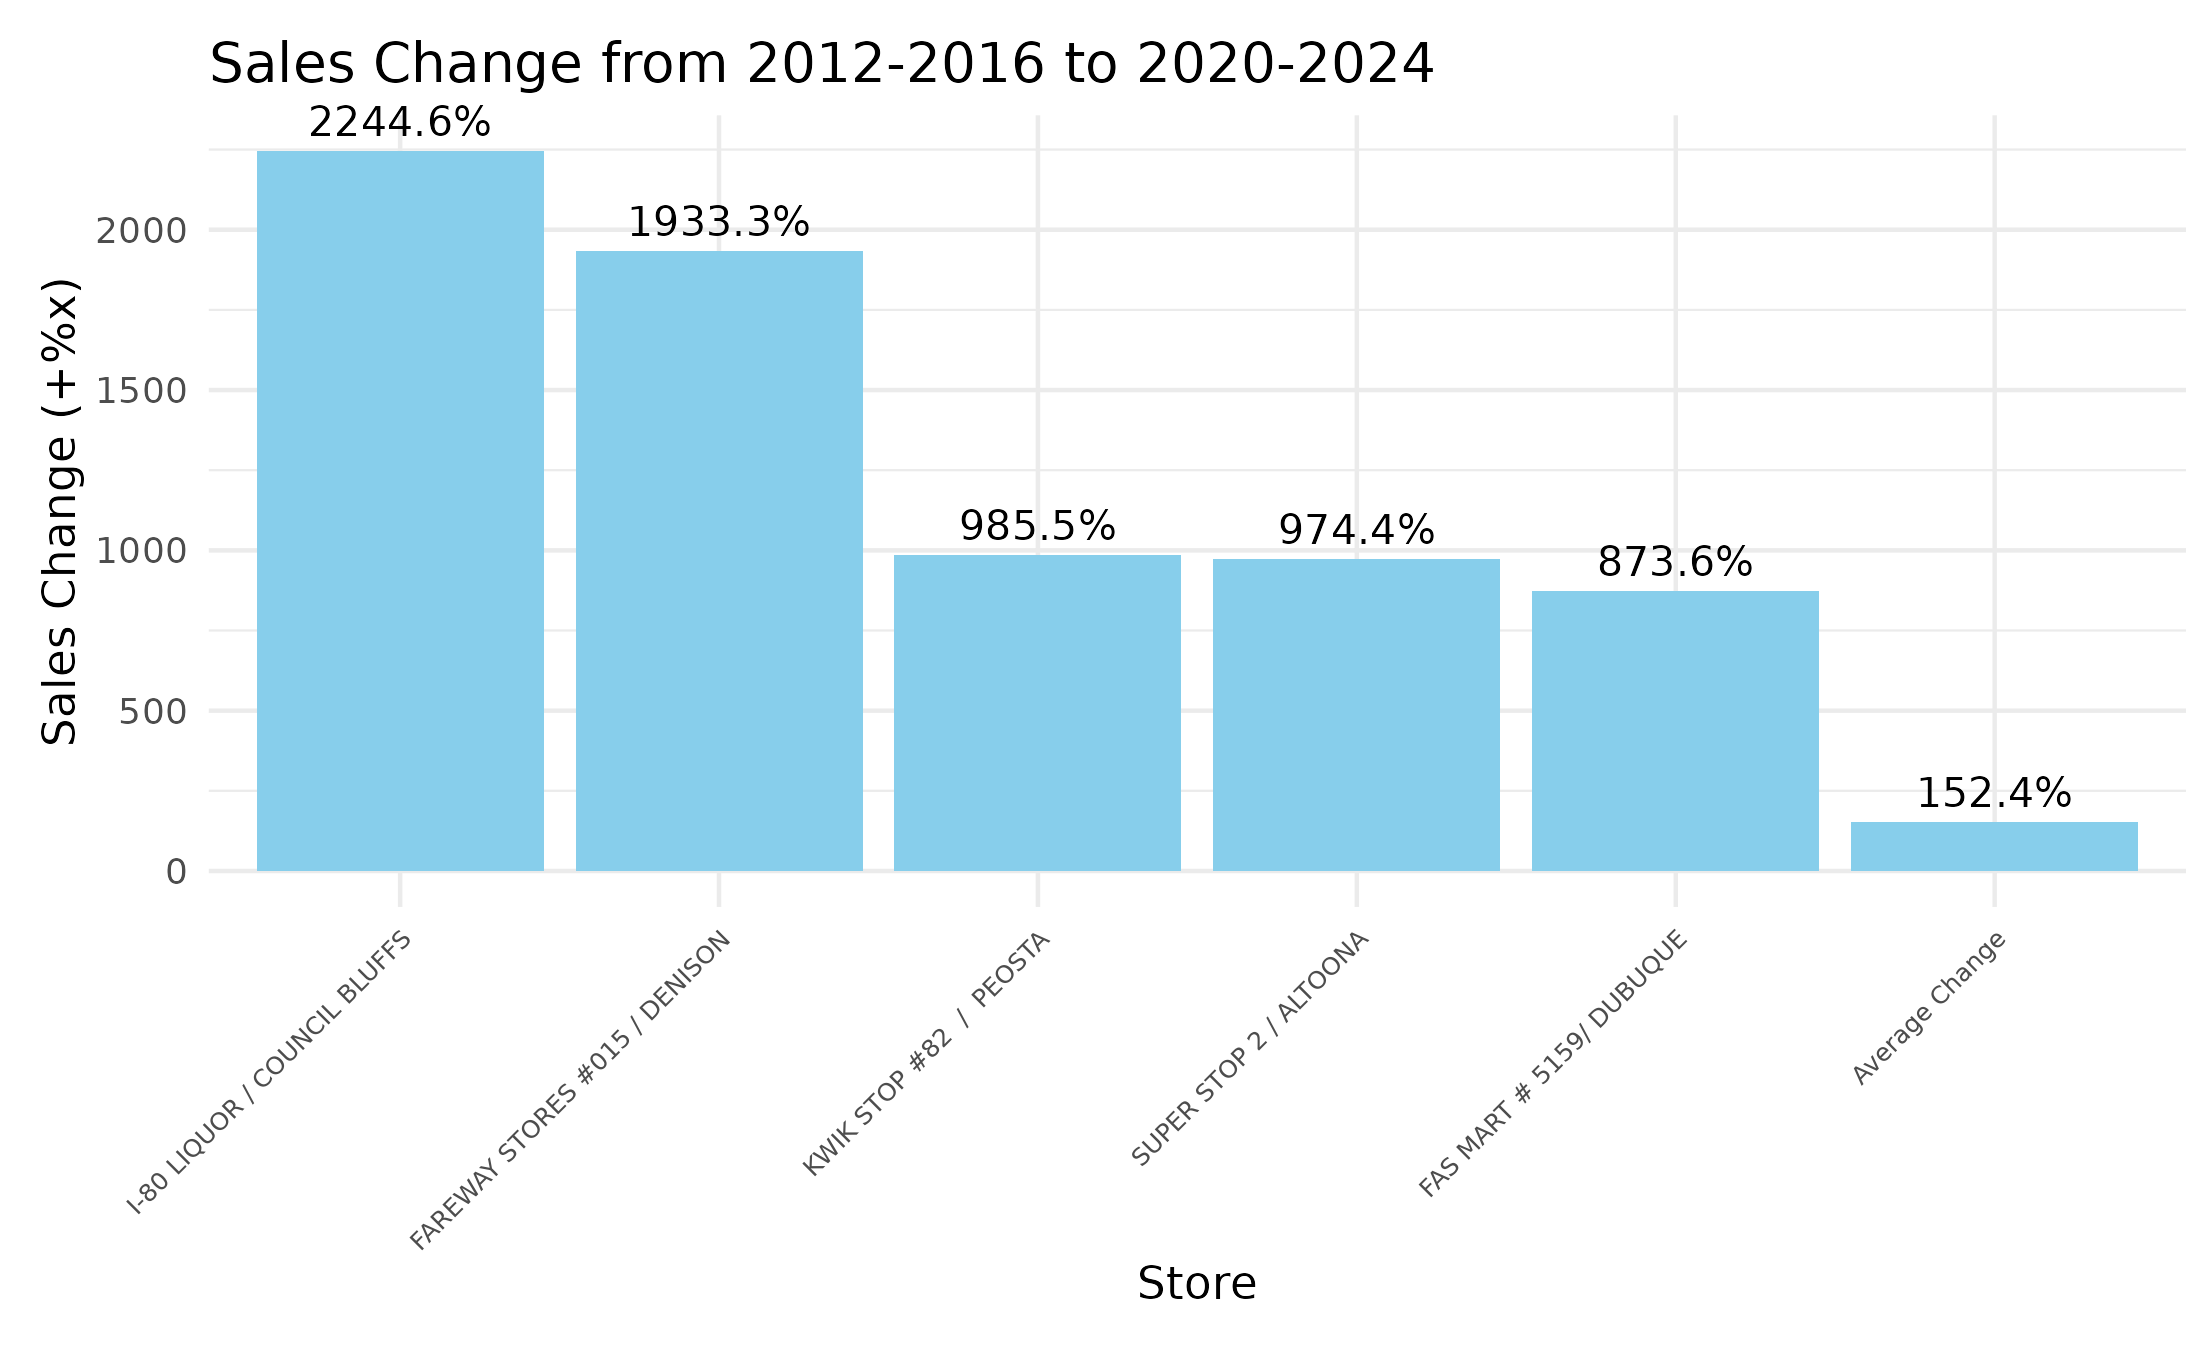 Sales Change from 2012-2016 to 2020-2024
2244.6%
1933.3%
985.5%
974.4%
873.6%
152.4%
Sales Change (+%x)
2000
1500
1000
500
0
I-80 LIQUOR / COUNCIL BLUFFS
FAREWAY STORES #015 / DENISON
KWIK STOP #82  /  PEOSTA
SUPER STOP 2 / ALTOONA
FAS MART # 5159/ DUBUQUE
Average Change
Store